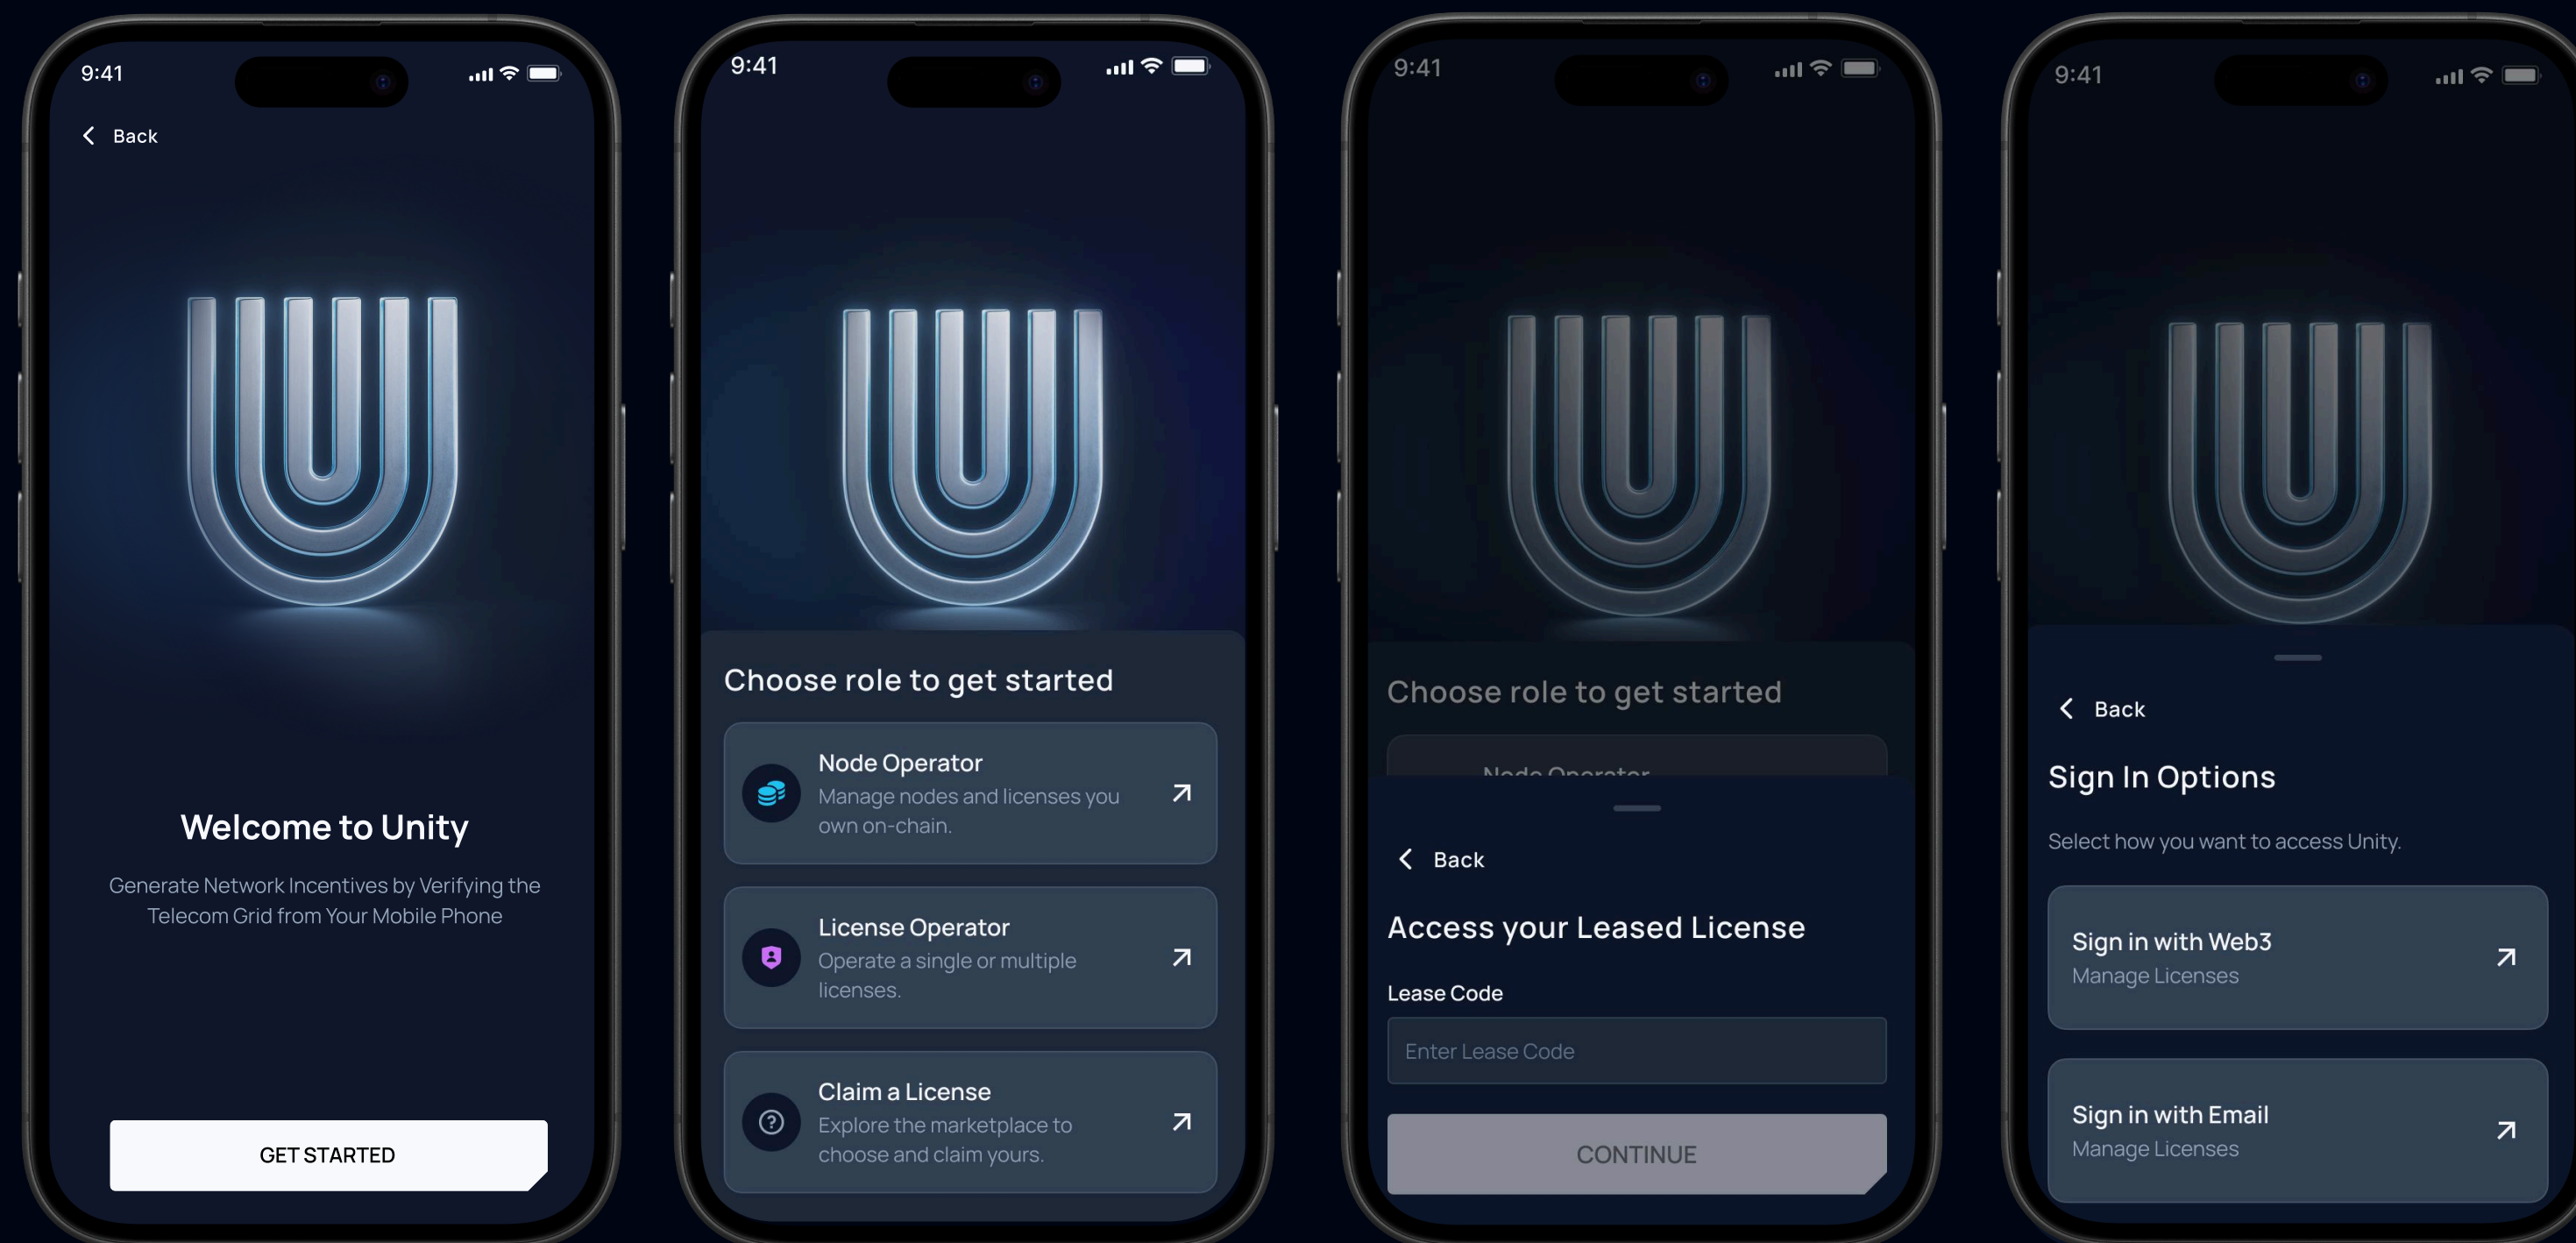 9:41
Back
Welcome to Unity
Generate Network Incentives by Verifying the
Telecom Grid from Your Mobile Phone
GET STARTED
9:41
Choose role to get started
Node Operator
Manage nodes and licenses you
own on-chain.
License Operator
Operate a single or multiple
licenses.
Claim a License
Explore the marketplace to
choose and claim yours.
9:41
Choose role to get started
Node Operator
Back
Access your Leased License
Lease Code
Enter Lease Code
CONTINUE
9:41
Back
Sign In Options
Select how you want to access Unity.
Sign in with Web3
Manage Licenses
Sign in with Email
Manage Licenses